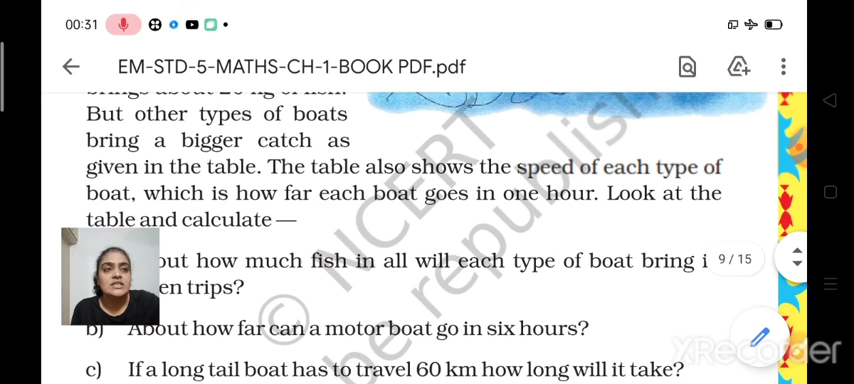 00:31
EM-STD-5-MATHS-CH-1-BOOK PDF.pdf
But other types of boats
bring a bigger catch as
given in the table. The table also shows the speed of each type of
boat, which is how far each boat goes in one hour. Look at the
table and calculate —
out how much fish in all will each type of boat bring i
en trips?
9 / 15
b) About how far can a motor boat go in six hours?
c) If a long tail boat has to travel 60 km how long will it take?
© NCERT
be republish
XRecorder